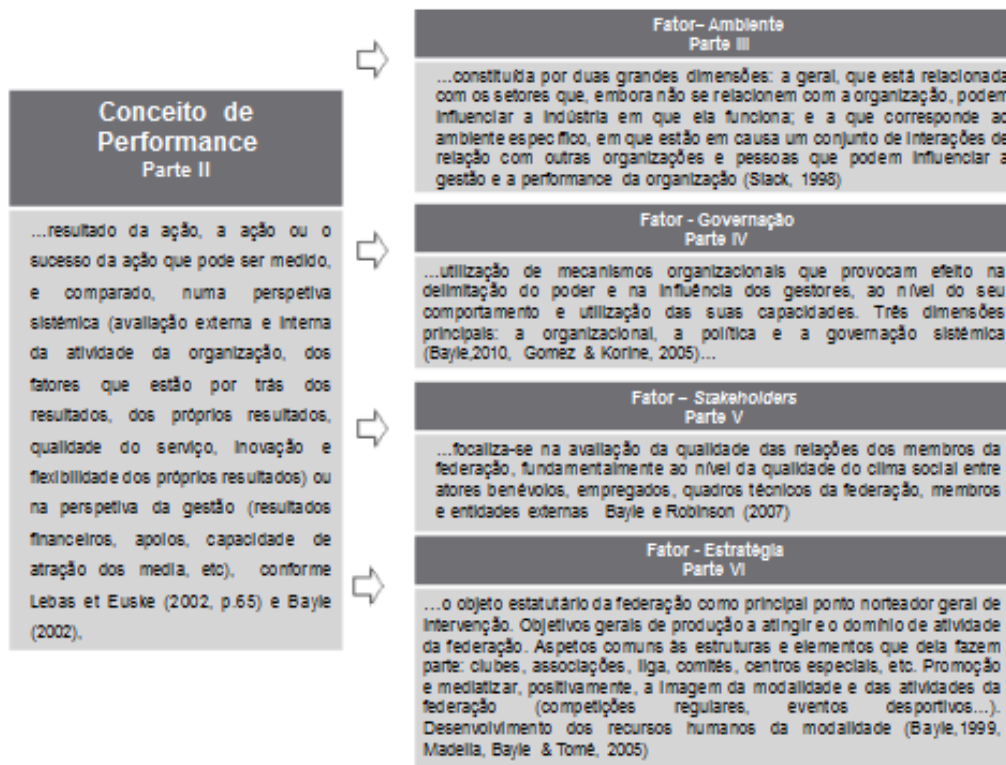 Conceito de
Performance
Parte II
...resultado da ação, a ação ou o
sucesso da ação que pode ser medido,
e comparado, numa perspetiva
sistémica (avaliação externa e interna
da atividade da organização, dos
fatores que estão por trás dos
resultados, dos próprios resultados,
qualidade do serviço, inovação e
flexibilidade dos próprios resultados) ou
na perspetiva da gestão (resultados
financeiros, apoios, capacidade de
atração dos media, etc), conforme
Lebas et Euske (2002, p.65) e Bayle
(2002),
Fator– Ambiente
Parte III
...constituída por duas grandes dimensões: a geral, que está relacionada
com os setores que, embora não se relacionem com a organização, podem
influenciar a indústria em que ela funciona; e a que corresponde ao
ambiente específico, em que estão em causa um conjunto de interações de
relação com outras organizações e pessoas que podem influenciar a
gestão e a performance da organização (Slack, 1998)
Fator - Governação
Parte IV
...utilização de mecanismos organizacionais que provocam efeito na
delimitação do poder e na influência dos gestores, ao nível do seu
comportamento e utilização das suas capacidades. Três dimensões
principais: a organizacional, a política e a governação sistémica
(Bayle,2010, Gomez & Korine, 2005)...
Fator – Stakeholders
Parte V
...focaliza-se na avaliação da qualidade das relações dos membros da
federação, fundamentalmente ao nível da qualidade do clima social entre
atores benévolos, empregados, quadros técnicos da federação, membros
e entidades externas Bayle e Robinson (2007)
Fator - Estratégia
Parte VI
...o objeto estatutário da federação como principal ponto norteador geral de
intervenção. Objetivos gerais de produção a atingir e o domínio de atividade
da federação. Aspetos comuns às estruturas e elementos que dela fazem
parte: clubes, associações, liga, comités, centros especiais, etc. Promoção
e mediatizar, positivamente, a imagem da modalidade e das atividades da
federação (competições regulares, eventos desportivos...).
Desenvolvimento dos recursos humanos da modalidade (Bayle,1999,
Madella, Bayle & Tomé, 2005)